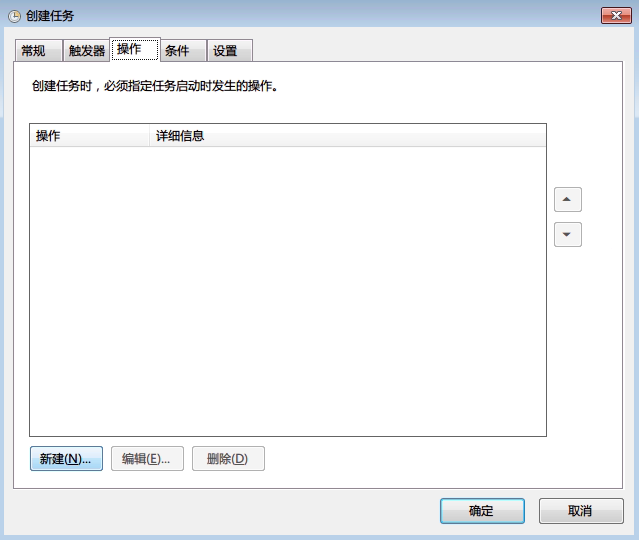 创建任务
常规 触发器 操作 条件 设置
创建任务时，必须指定任务启动时发生的操作。
操作 详细信息
新建(N)... 编辑(E)... 删除(D)
确定 取消